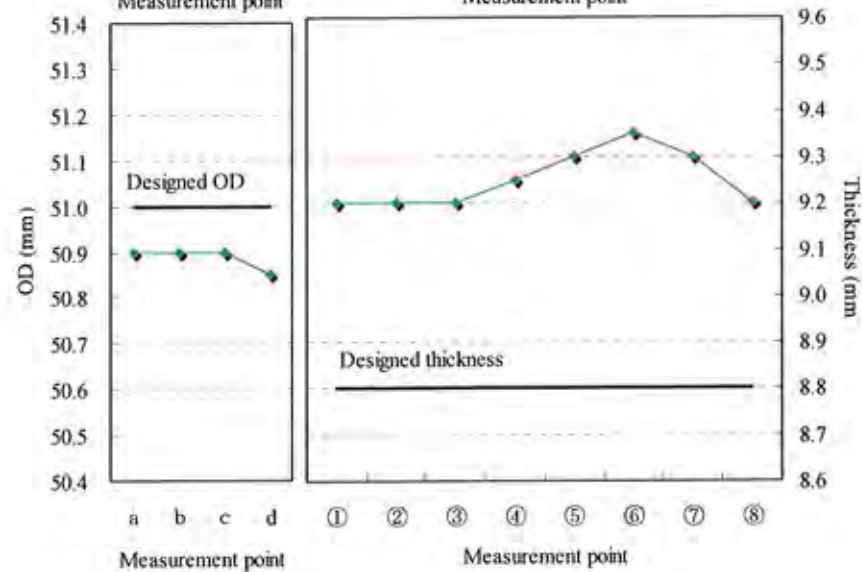 Measurement point
Measurement point
51.4
51.3
51.2
51.1
51.0
50.9
50.8
50.7
50.6
50.5
50.4
OD (mm)
Designed OD
a b c d
Measurement point
Designed thickness
① ② ③ ④ ⑤ ⑥ ⑦ ⑧
Measurement point
9.6
9.5
9.4
9.3
9.2
9.1
9.0
8.9
8.8
8.7
8.6
Thickness (mm